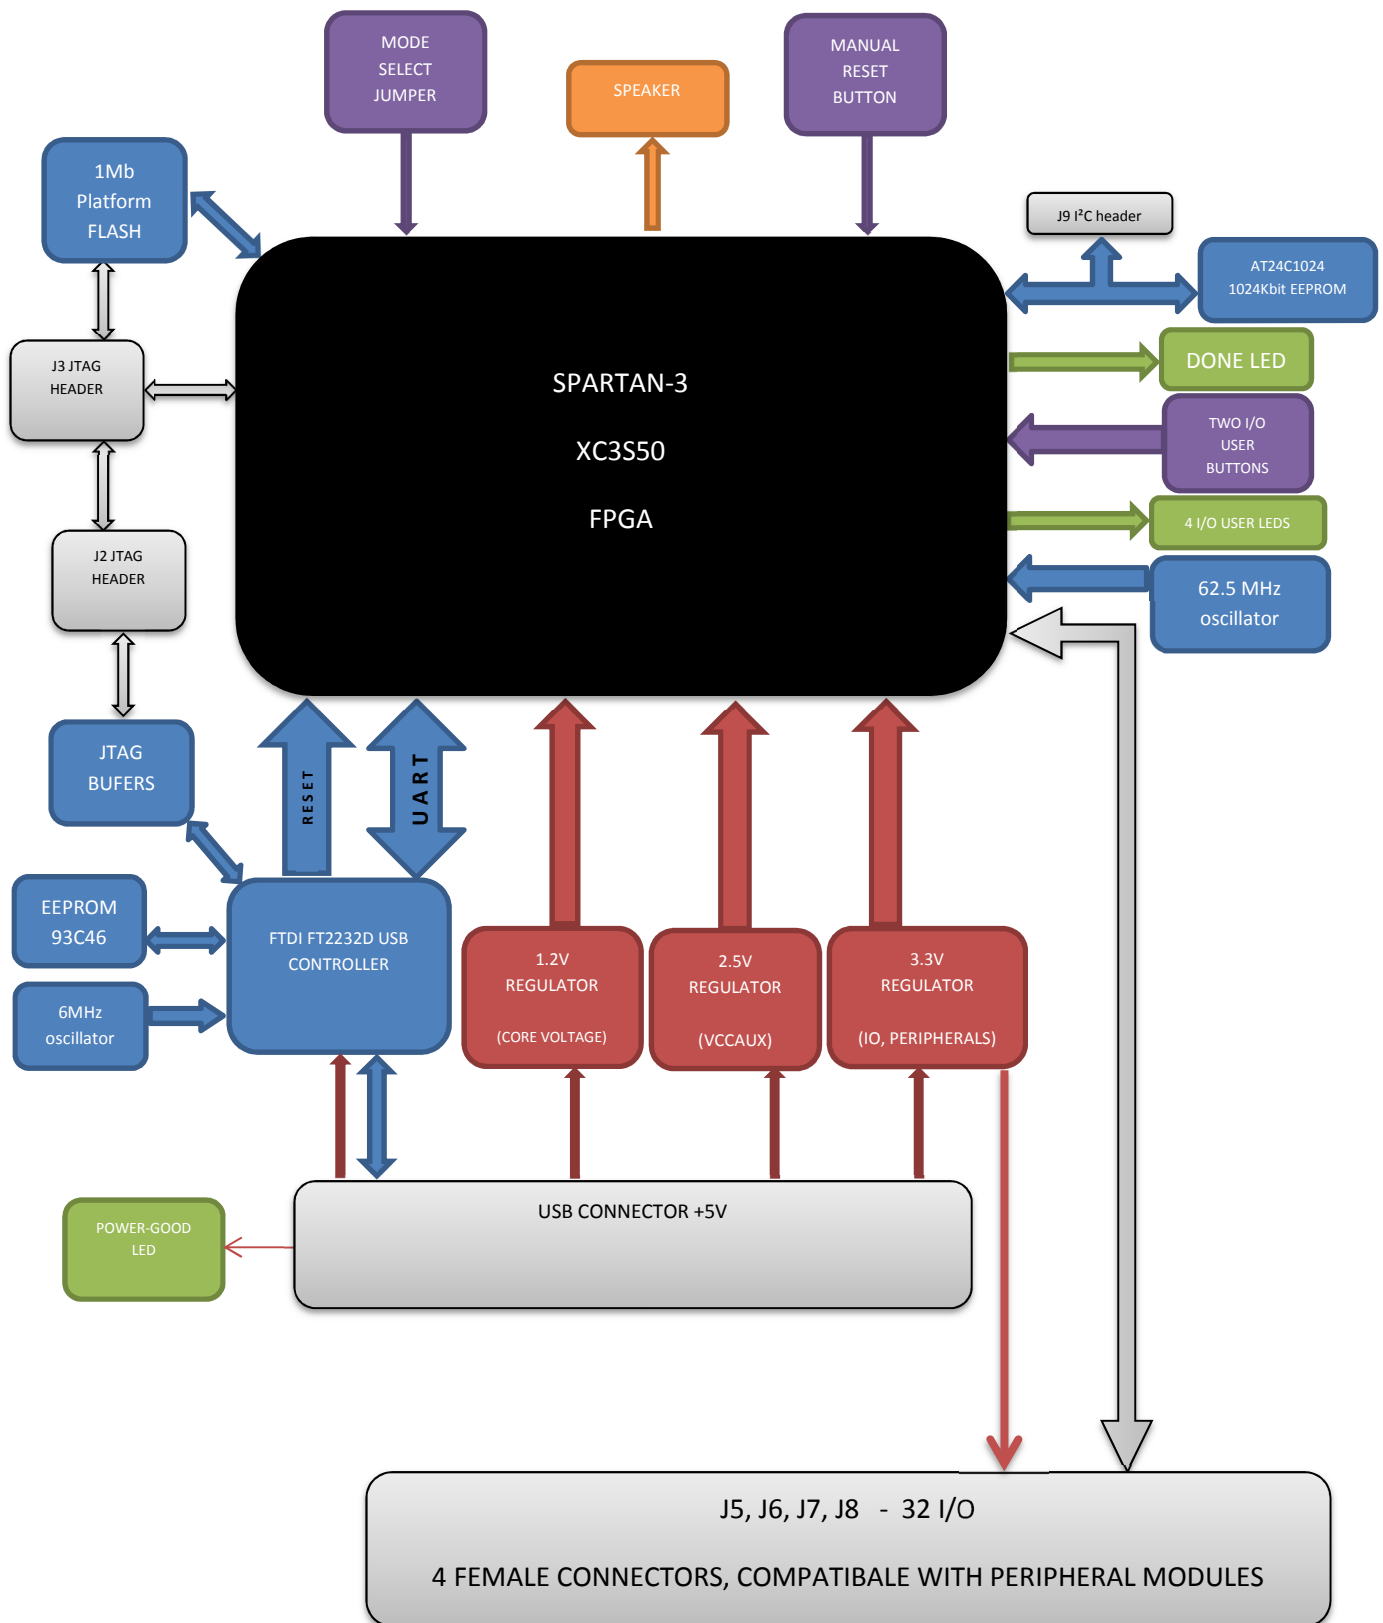 MODE
SELECT
JUMPER
SPEAKER
MANUAL
RESET
BUTTON
1Mb
Platform
FLASH
J9 I²C header
AT24C1024
1024Kbit EEPROM
J3 JTAG
HEADER
SPARTAN-3
XC3S50
FPGA
DONE LED
TWO I/O
USER
BUTTONS
4 I/O USER LEDS
J2 JTAG
HEADER
62.5 MHz
oscillator
JTAG
BUFERS
RESET
UART
EEPROM
93C46
FTDI FT2232D USB
CONTROLLER
6MHz
oscillator
1.2V
REGULATOR
(CORE VOLTAGE)
2.5V
REGULATOR
(VCCAUX)
3.3V
REGULATOR
(IO, PERIPHERALS)
USB CONNECTOR +5V
POWER-GOOD
LED
J5, J6, J7, J8 - 32 I/O
4 FEMALE CONNECTORS, COMPATIBALE WITH PERIPHERAL MODULES